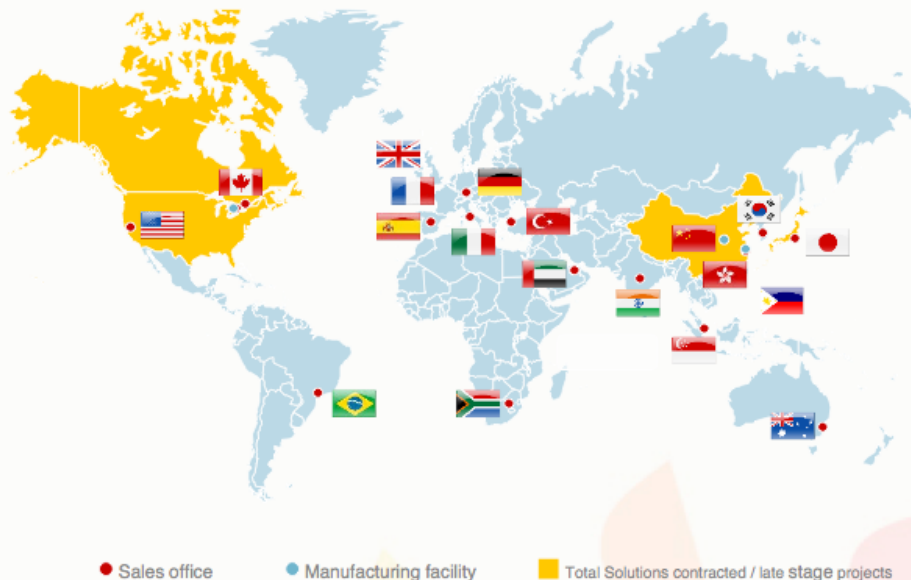 Sales office
Manufacturing facility
Total Solutions contracted / late stage projects